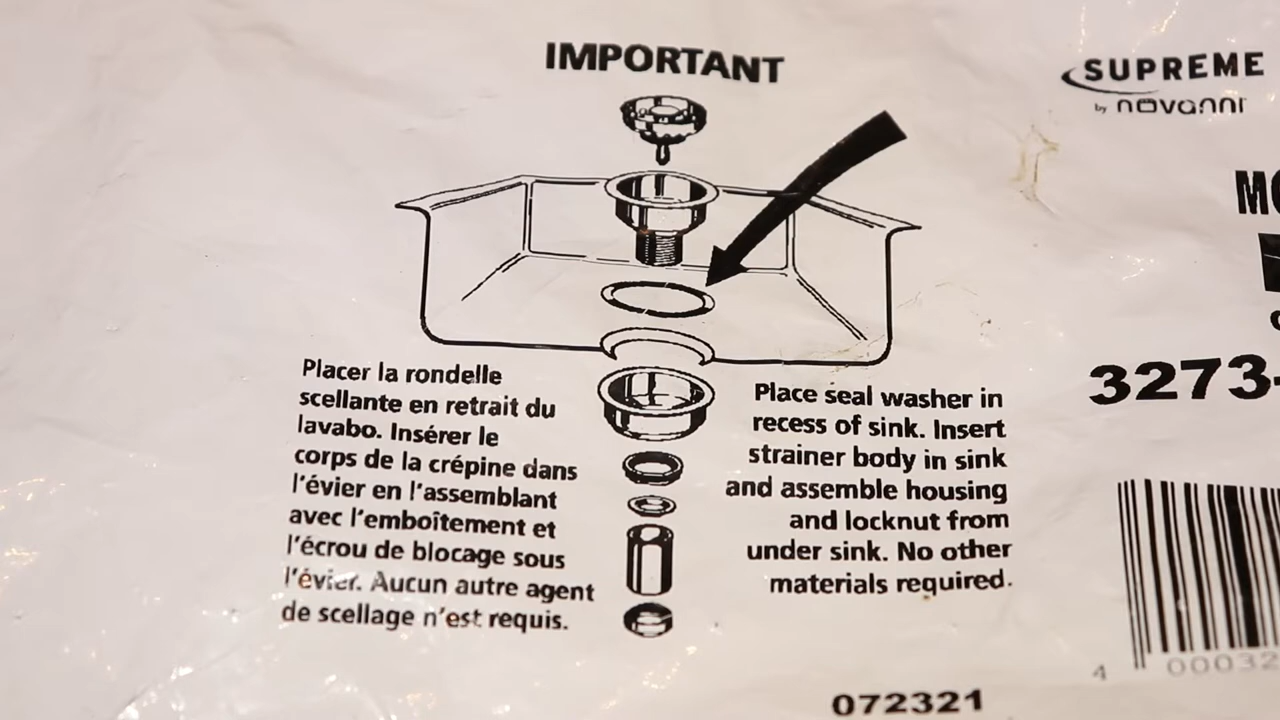 IMPORTANT
SUPREME
by novanni
3273-
Placer la rondelle
scellante en retrait du
lavabo. Insérer le
corps de la crépine dans
l'évier en l'assemblant
avec l'emboîtement et
l'écrou de blocage sous
l'évier. Aucun autre agent
de scellage n'est requis.
Place seal washer in
recess of sink. Insert
strainer body in sink
and assemble housing
and locknut from
under sink. No other
materials required.
4 00032
072321